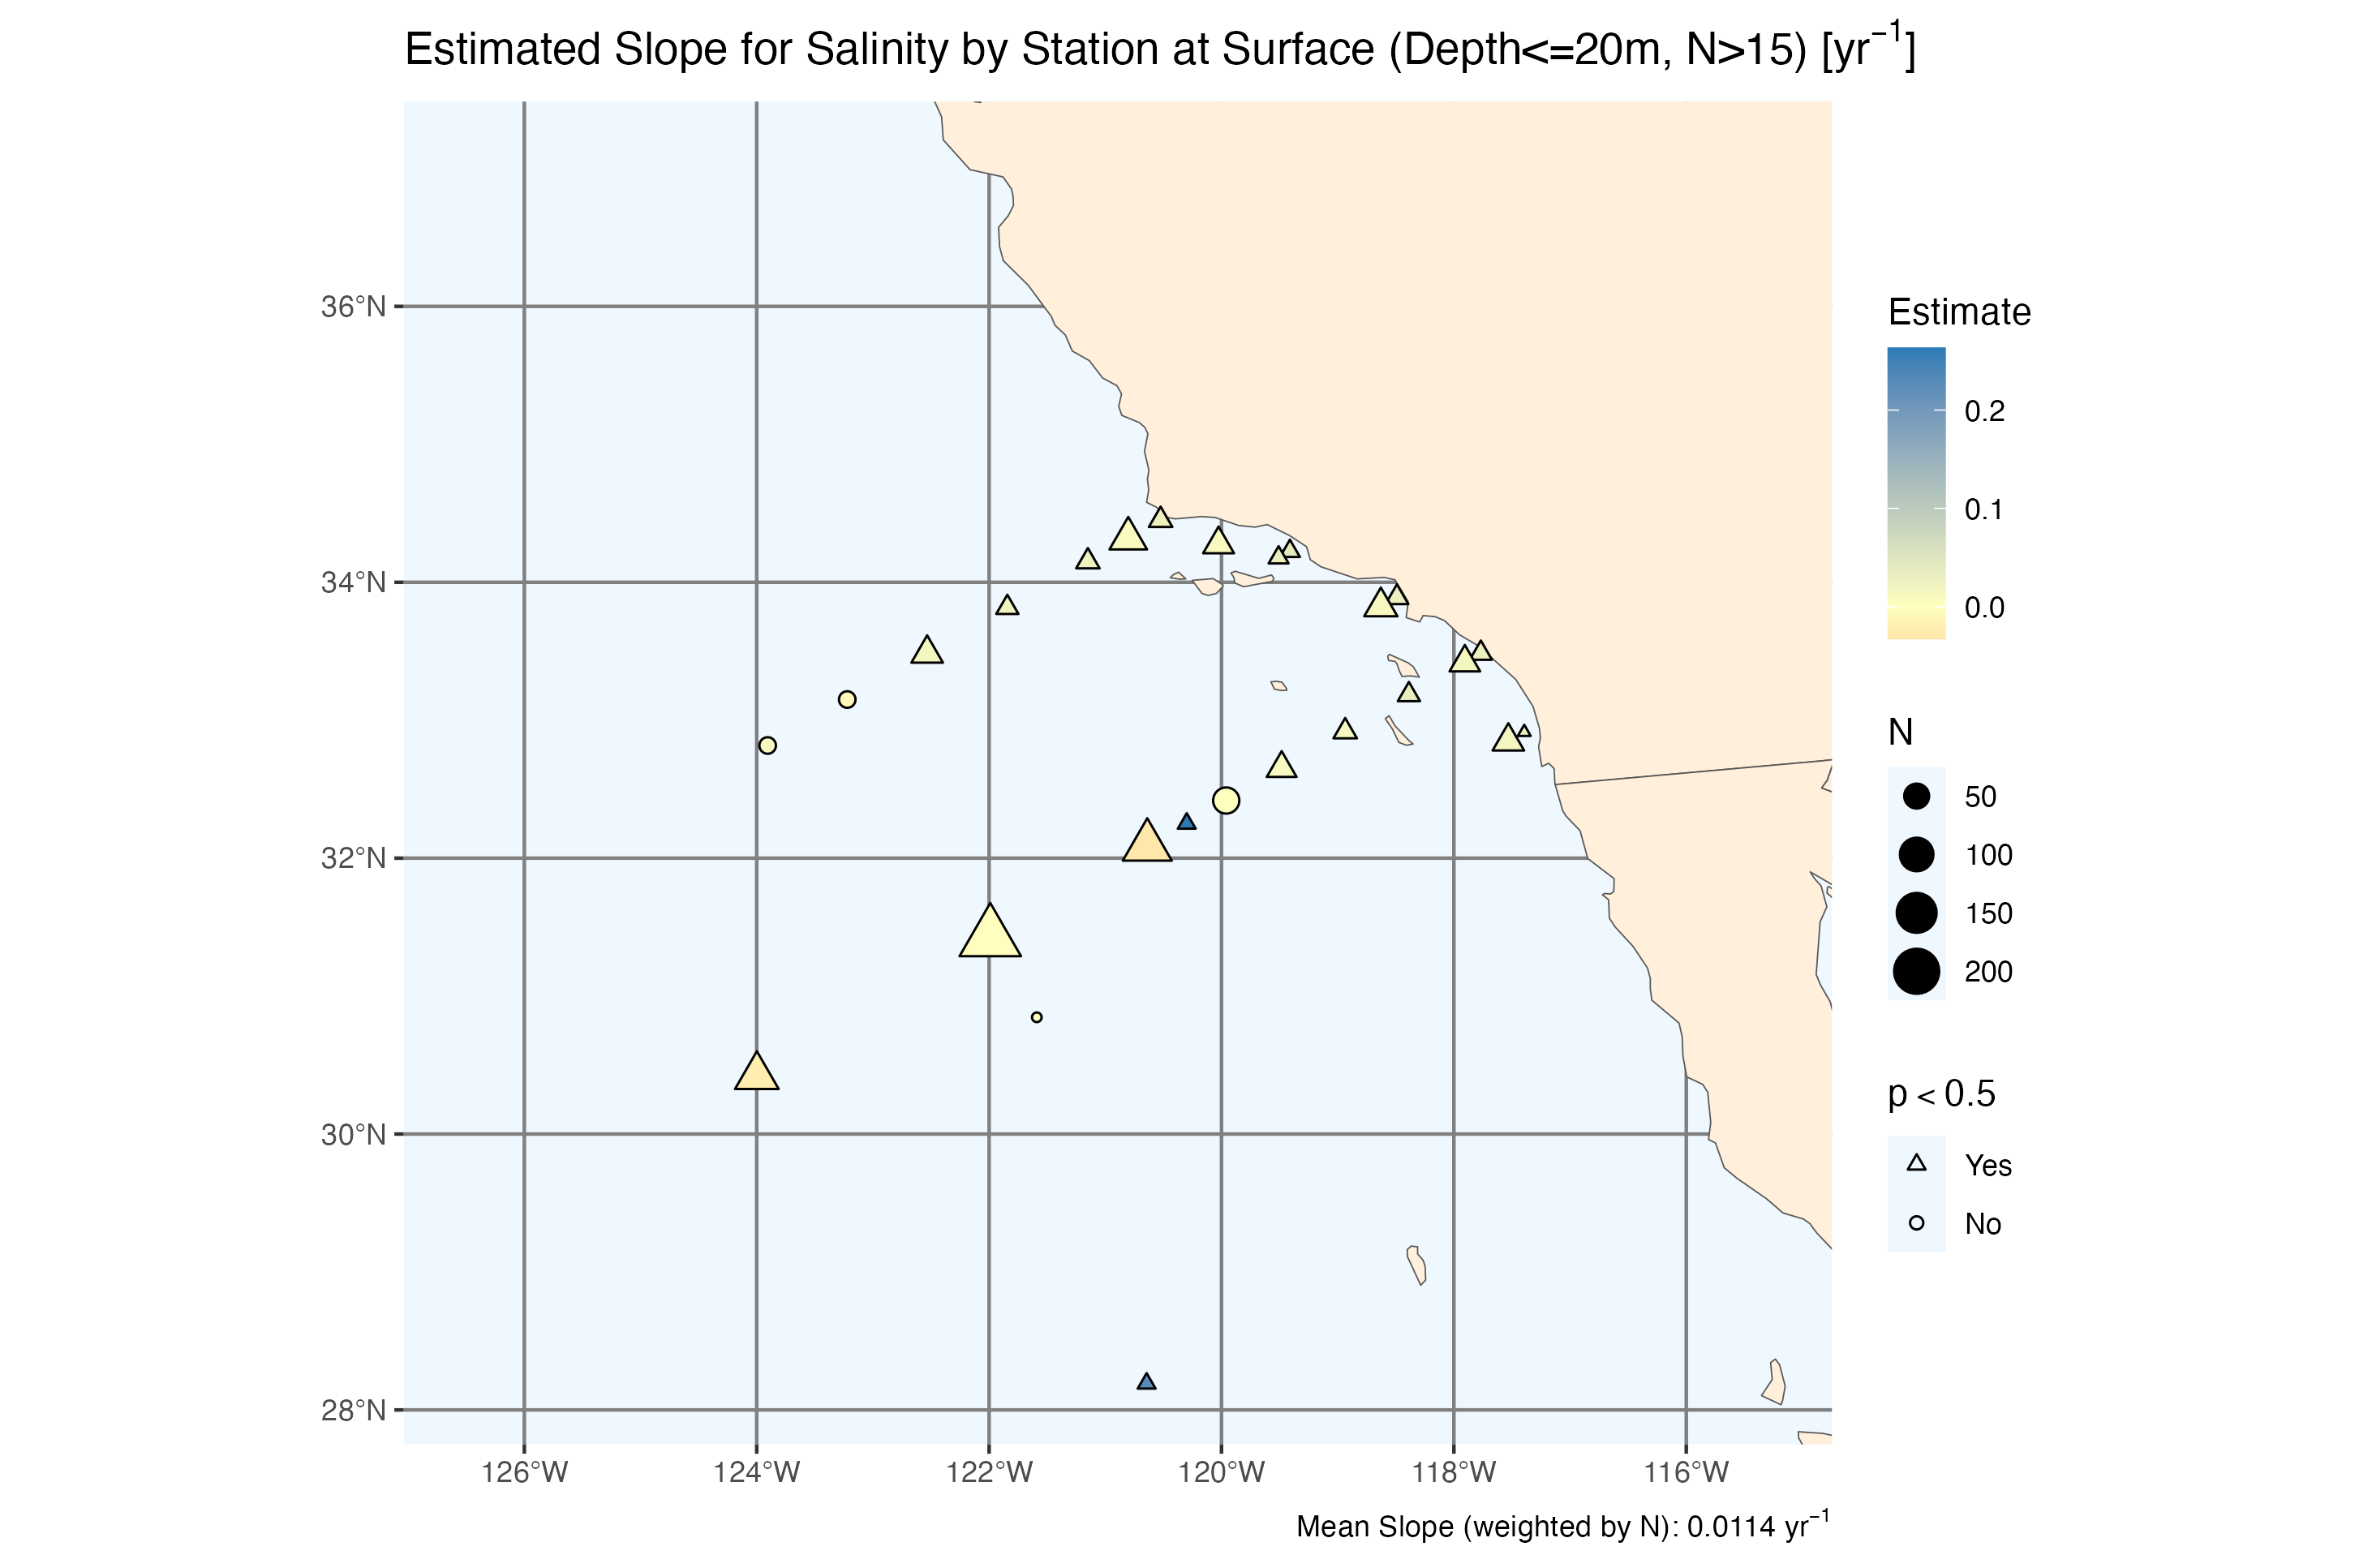 Estimated Slope for Salinity by Station at Surface (Depth<=20m, N>15) [yr⁻¹]
36°N
34°N
32°N
30°N
28°N
126°W
124°W
122°W
120°W
118°W
116°W
Mean Slope (weighted by N): 0.0114 yr⁻¹
Estimate
0.2
0.1
0.0
N
50
100
150
200
p < 0.5
Yes
No